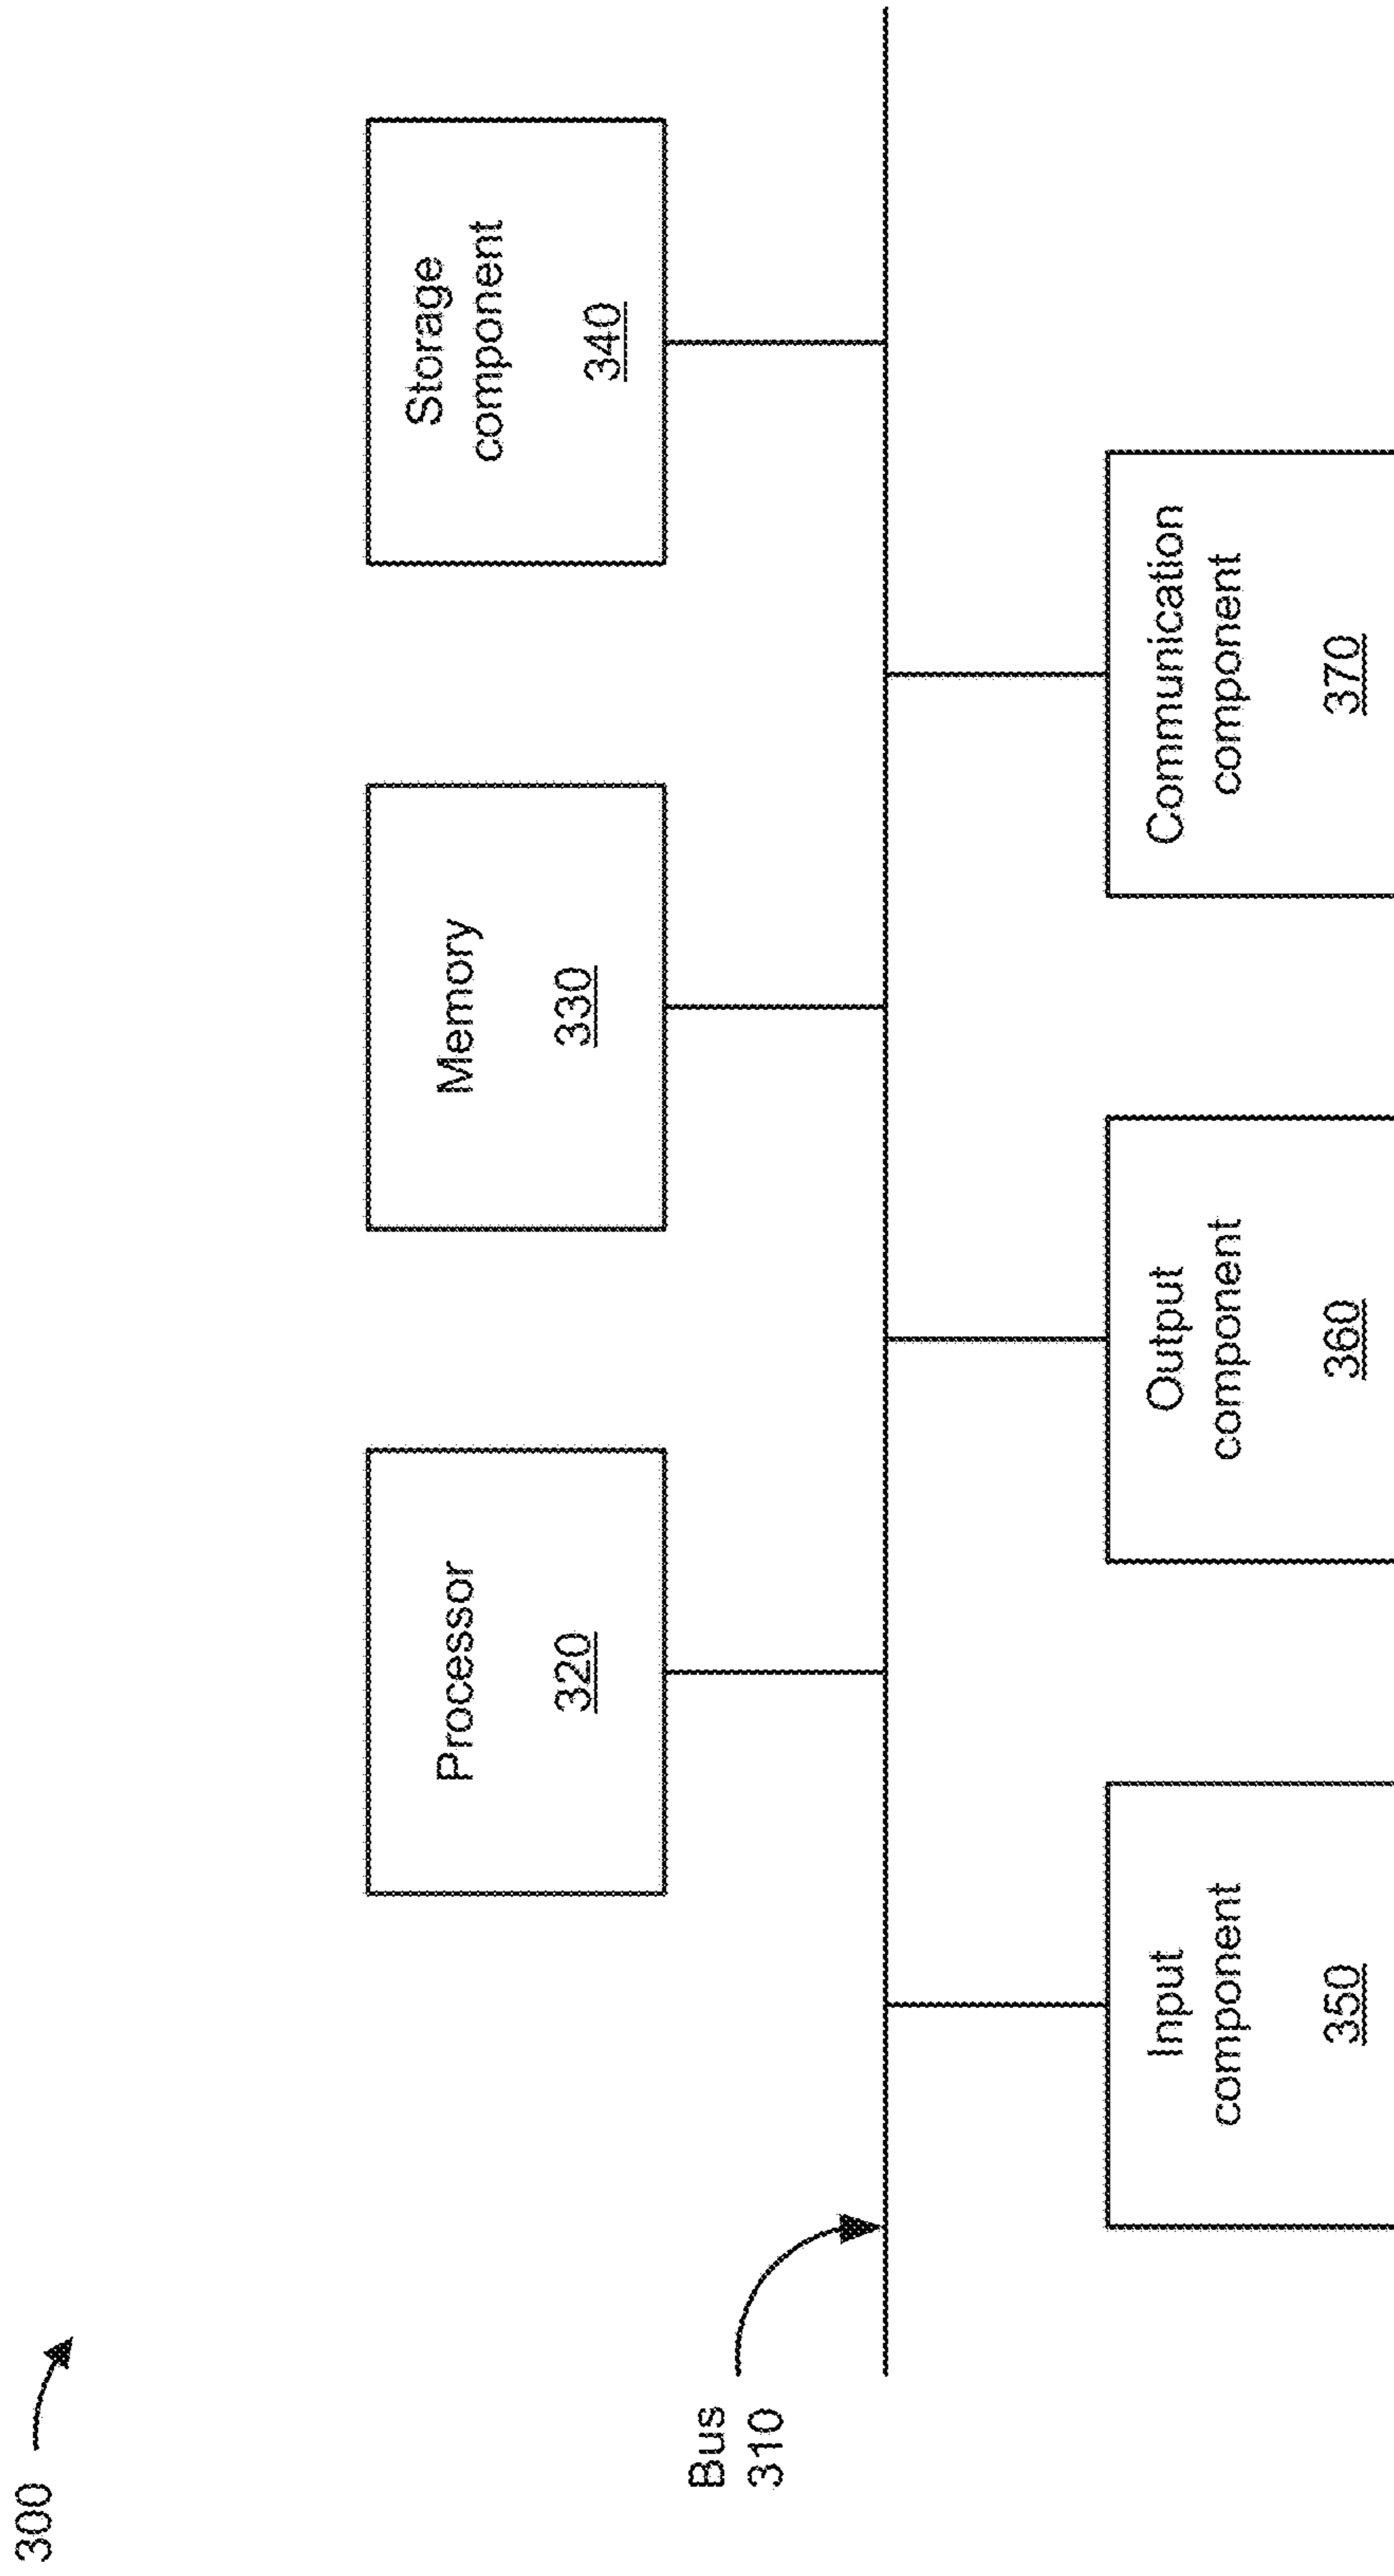 300
Processor
320
Memory
330
Storage
component
340
Bus
310
Input
component
350
Output
component
360
Communication
component
370